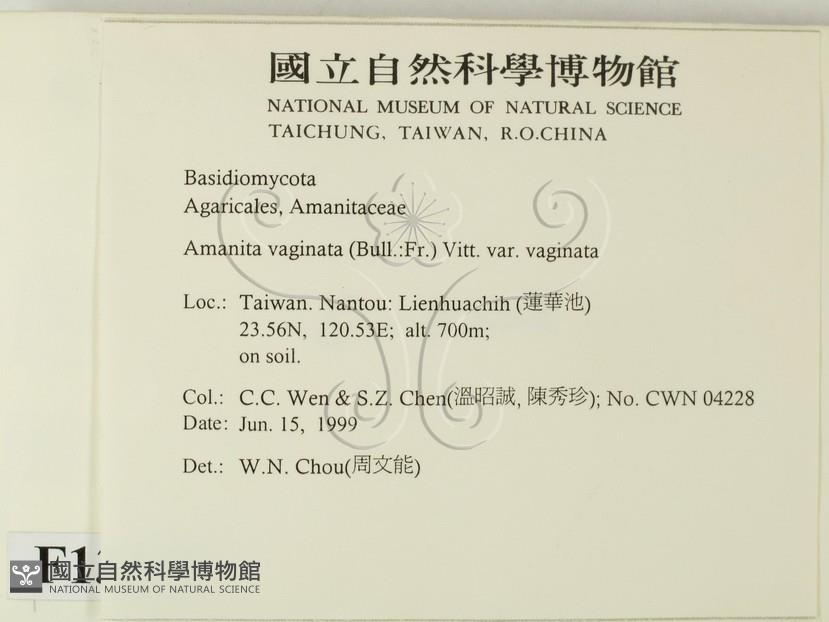 國立自然科學博物館
NATIONAL MUSEUM OF NATURAL SCIENCE
TAICHUNG, TAIWAN, R.O.CHINA
Basidiomycota
Agaricales, Amanitaceae
Amanita vaginata (Bull.:Fr.) Vitt. var. vaginata
Loc.: Taiwan. Nantou: Lienhuachih (蓮華池)
23.56N, 120.53E; alt. 700m;
on soil.
Col.: C.C. Wen & S.Z. Chen(溫昭誠, 陳秀珍); No. CWN 04228
Date: Jun. 15, 1999
Det.: W.N. Chou(周文能)
國立自然科學博物館
NATIONAL MUSEUM OF NATURAL SCIENCE